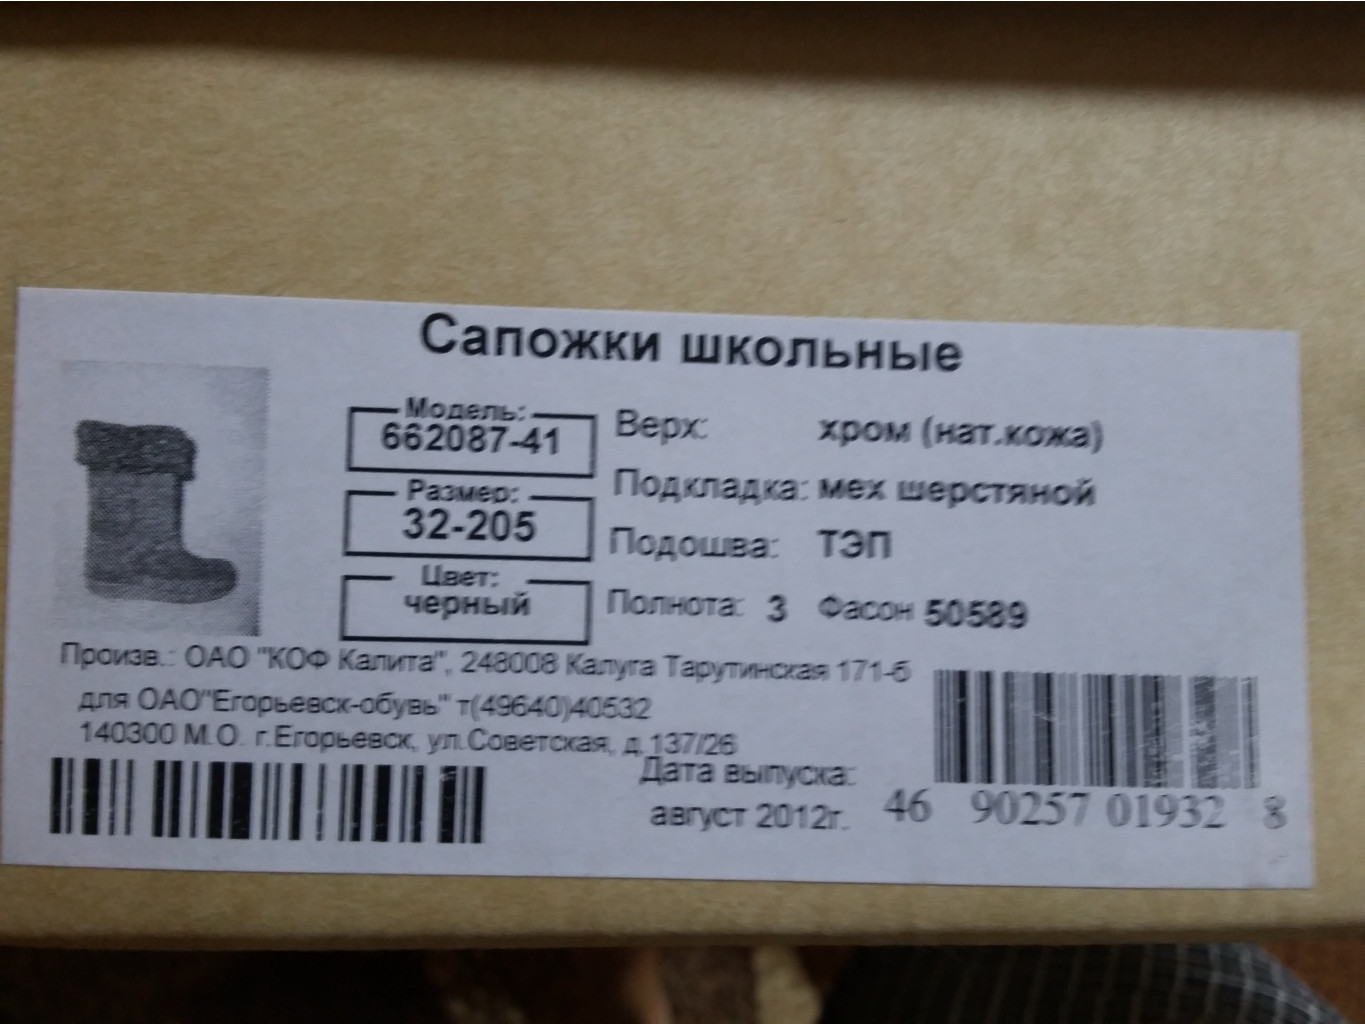 Сапожки школьные
Модель:
662087-41
Размер:
32-205
Цвет:
черный
Верх: хром (нат.кожа)
Подкладка: мех шерстяной
Подошва: ТЭП
Полнота: 3 Фасон 50589
Произв.: ОАО "КОФ Калита", 248008 Калуга Тарутинская 171-б
для ОАО"Егорьевск-обувь" т(49640)40532
140300 М.О. г.Егорьевск, ул.Советская, д.137/26
Дата выпуска:
август 2012г.
46 90257 01932 8